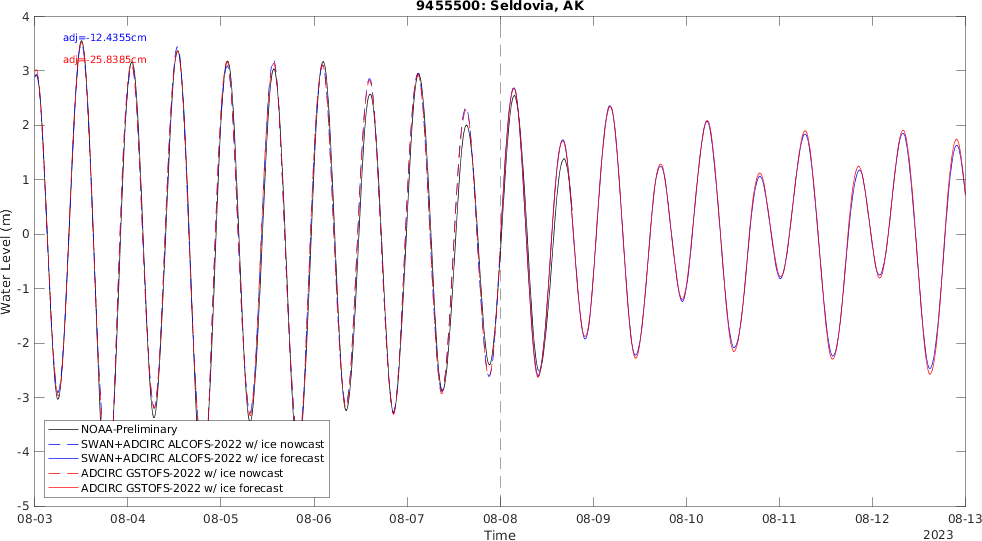 9455500: Seldovia, AK
adj=-12.4355cm
adj=-25.8385cm
4
3
2
1
0
-1
-2
-3
-4
-5
Water Level (m)
NOAA-Preliminary
SWAN+ADCIRC ALCOFS-2022 w/ ice nowcast
SWAN+ADCIRC ALCOFS-2022 w/ ice forecast
ADCIRC GSTOFS-2022 w/ ice nowcast
ADCIRC GSTOFS-2022 w/ ice forecast
08-03 08-04 08-05 08-06 08-07 08-08 08-09 08-10 08-11 08-12 08-13
Time
2023